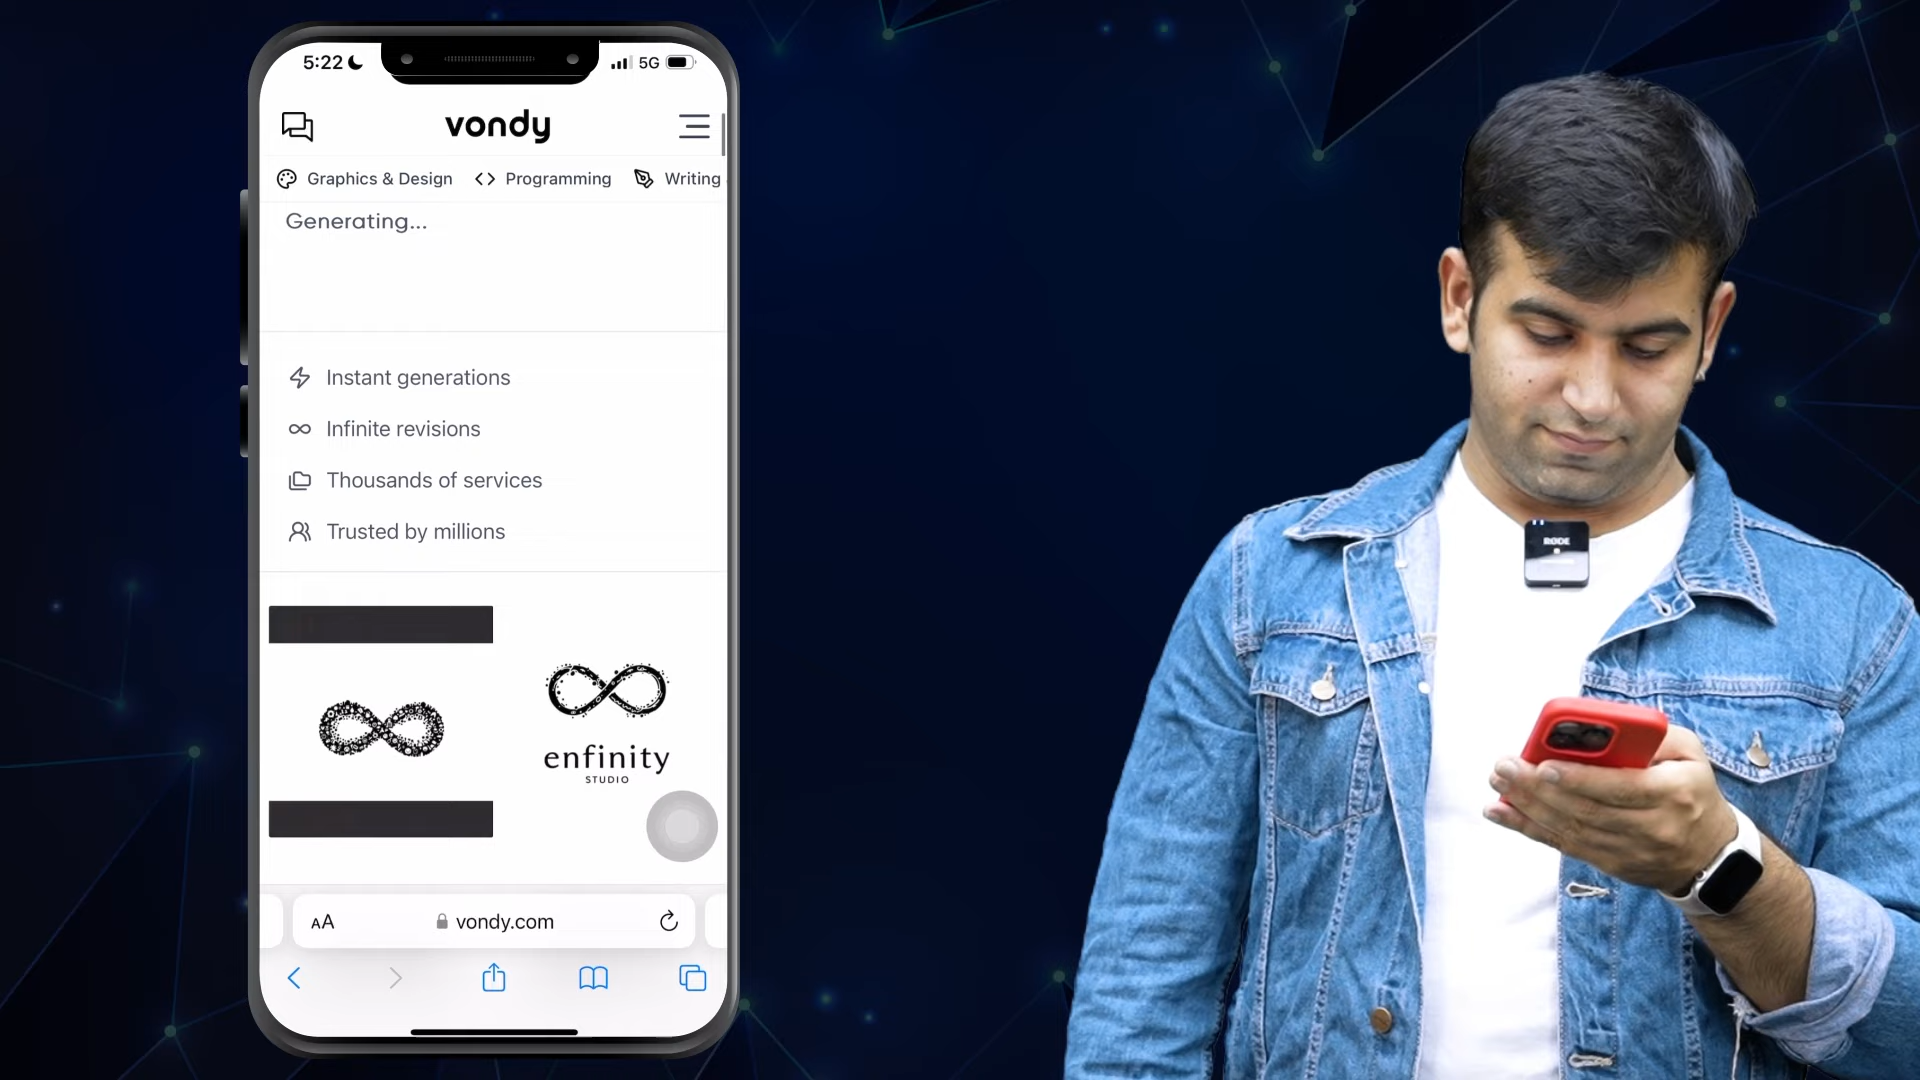 5:22
5G
vondy
Graphics & Design
Programming
Writing
Generating...
Instant generations
Infinite revisions
Thousands of services
Trusted by millions
enfinity
STUDIO
AA
vondy.com
RØDE